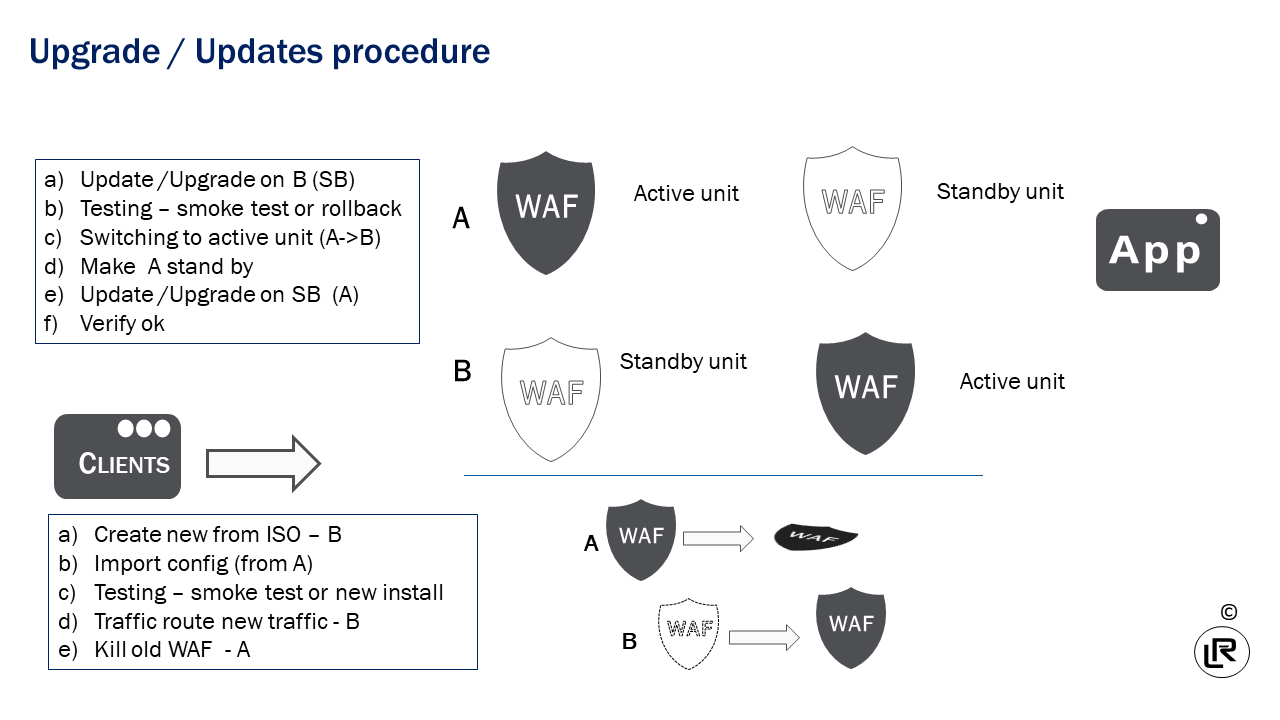 Upgrade / Updates procedure
a) Update /Upgrade on B (SB)
b) Testing – smoke test or rollback
c) Switching to active unit (A->B)
d) Make A stand by
e) Update /Upgrade on SB (A)
f) Verify ok
A
WAF
Active unit
WAF
Standby unit
App
B
WAF
Standby unit
WAF
Active unit
CLIENTS
a) Create new from ISO – B
b) Import config (from A)
c) Testing – smoke test or new install
d) Traffic route new traffic - B
e) Kill old WAF - A
A
WAF
WAF
B
WAF
WAF
©
LR